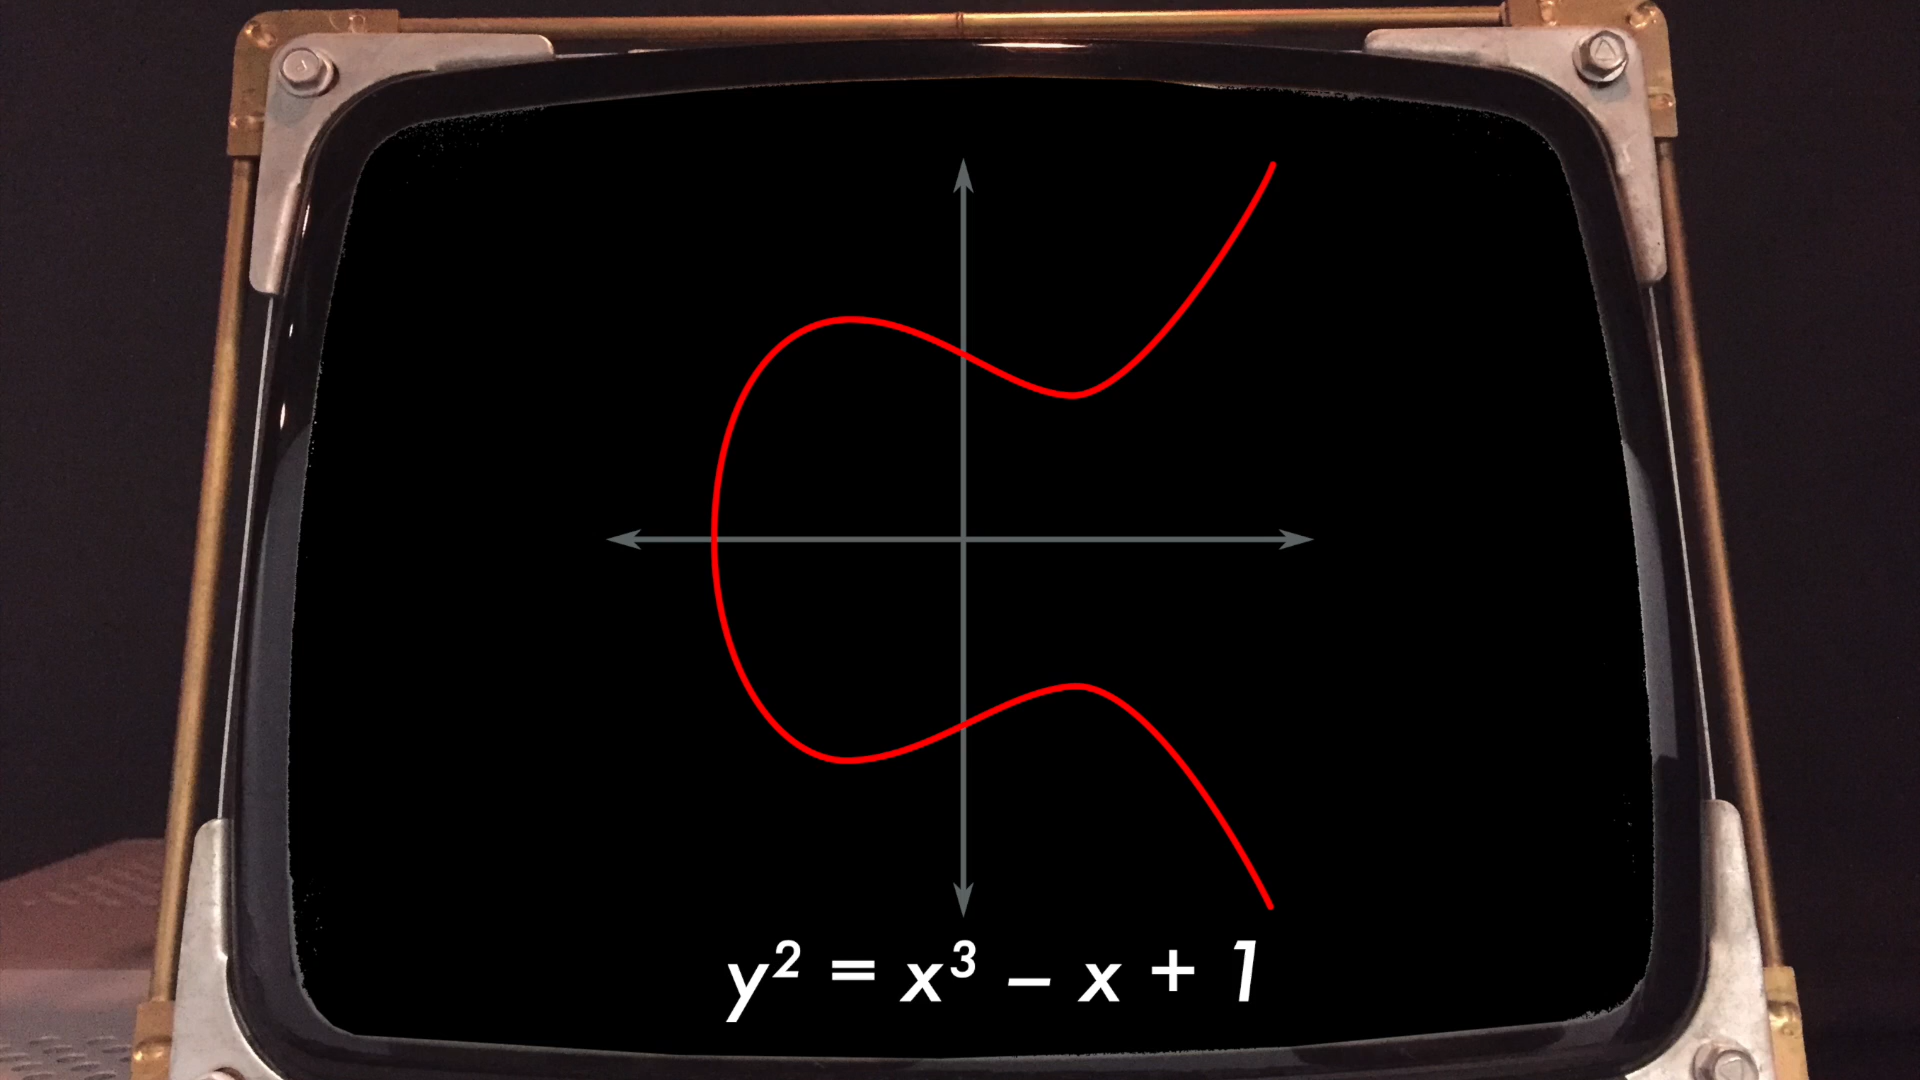 y² = x³ – x + 1